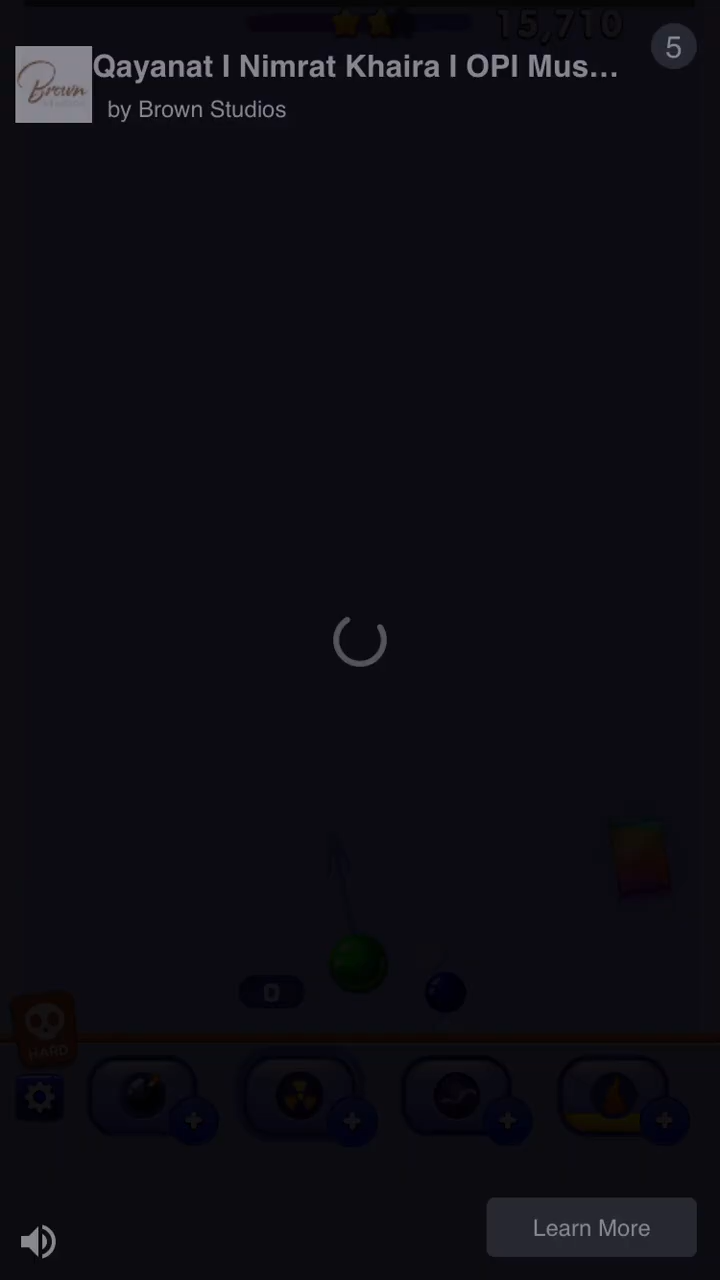 15,710
5
Qayanat I Nimrat Khaira I OPI Mus...
by Brown Studios
Brown
0
HARD
Learn More